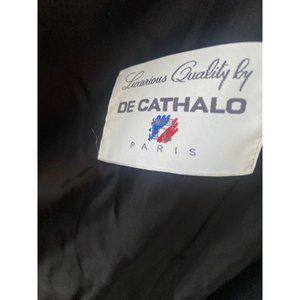 Luxurious Quality by
DE CATHALO
PARIS